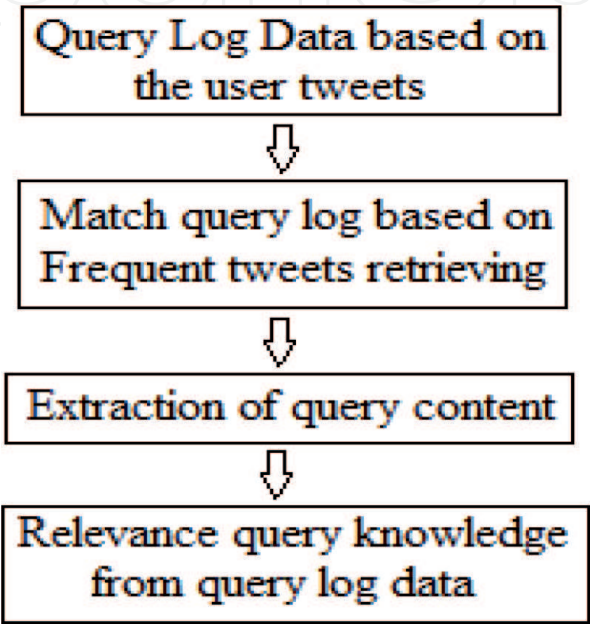 Query Log Data based on
the user tweets
Match query log based on
Frequent tweets retrieving
Extraction of query content
Relevance query knowledge
from query log data